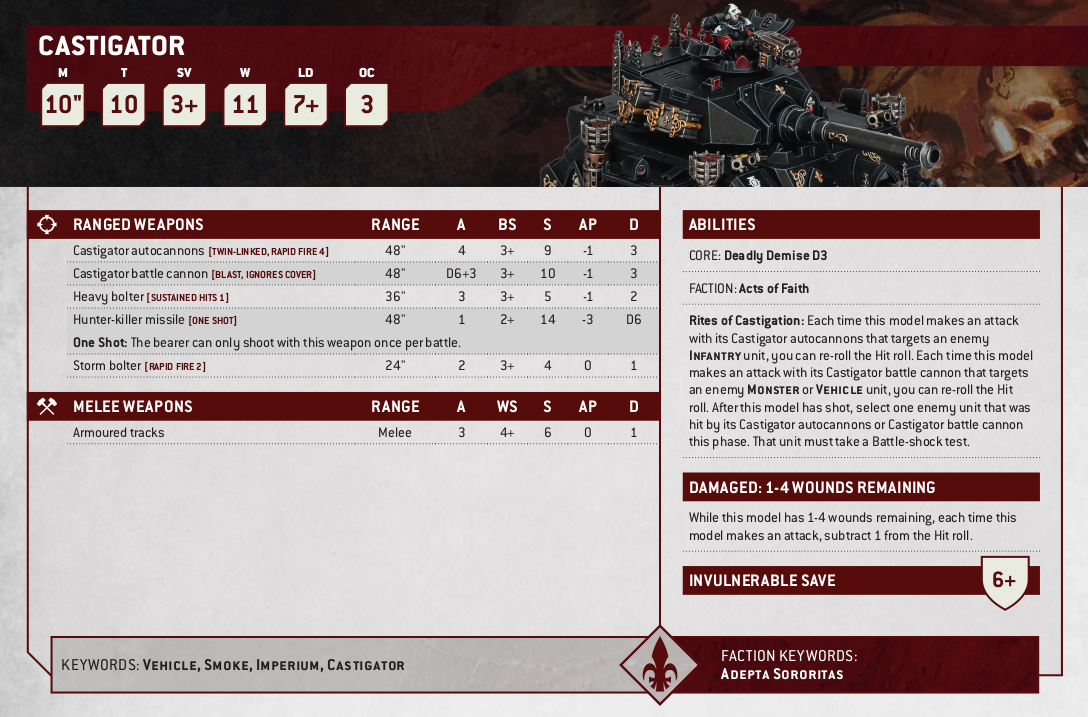 CASTIGATOR
M T SV W LD OC
10" 10 3+ 11 7+ 3
RANGED WEAPONS RANGE A BS S AP D
Castigator autocannons [TWIN-LINKED, RAPID FIRE 4] 48" 4 3+ 9 -1 3
Castigator battle cannon [BLAST, IGNORES COVER] 48" D6+3 3+ 10 -1 3
Heavy bolter [SUSTAINED HITS 1] 36" 3 3+ 5 -1 2
Hunter-killer missile [ONE SHOT] 48" 1 2+ 14 -3 D6
One Shot: The bearer can only shoot with this weapon once per battle.
Storm bolter [RAPID FIRE 2] 24" 2 3+ 4 0 1
MELEE WEAPONS RANGE A WS S AP D
Armoured tracks Melee 3 4+ 6 0 1
ABILITIES
CORE: Deadly Demise D3
FACTION: Acts of Faith
Rites of Castigation: Each time this model makes an attack
with its Castigator autocannons that targets an enemy
INFANTRY unit, you can re-roll the Hit roll. Each time this model
makes an attack with its Castigator battle cannon that targets
an enemy MONSTER or VEHICLE unit, you can re-roll the Hit
roll. After this model has shot, select one enemy unit that was
hit by its Castigator autocannons or Castigator battle cannon
this phase. That unit must take a Battle-shock test.
DAMAGED: 1-4 WOUNDS REMAINING
While this model has 1-4 wounds remaining, each time this
model makes an attack, subtract 1 from the Hit roll.
INVULNERABLE SAVE 6+
KEYWORDS: VEHICLE, SMOKE, IMPERIUM, CASTIGATOR
FACTION KEYWORDS:
ADEPTA SORORITAS